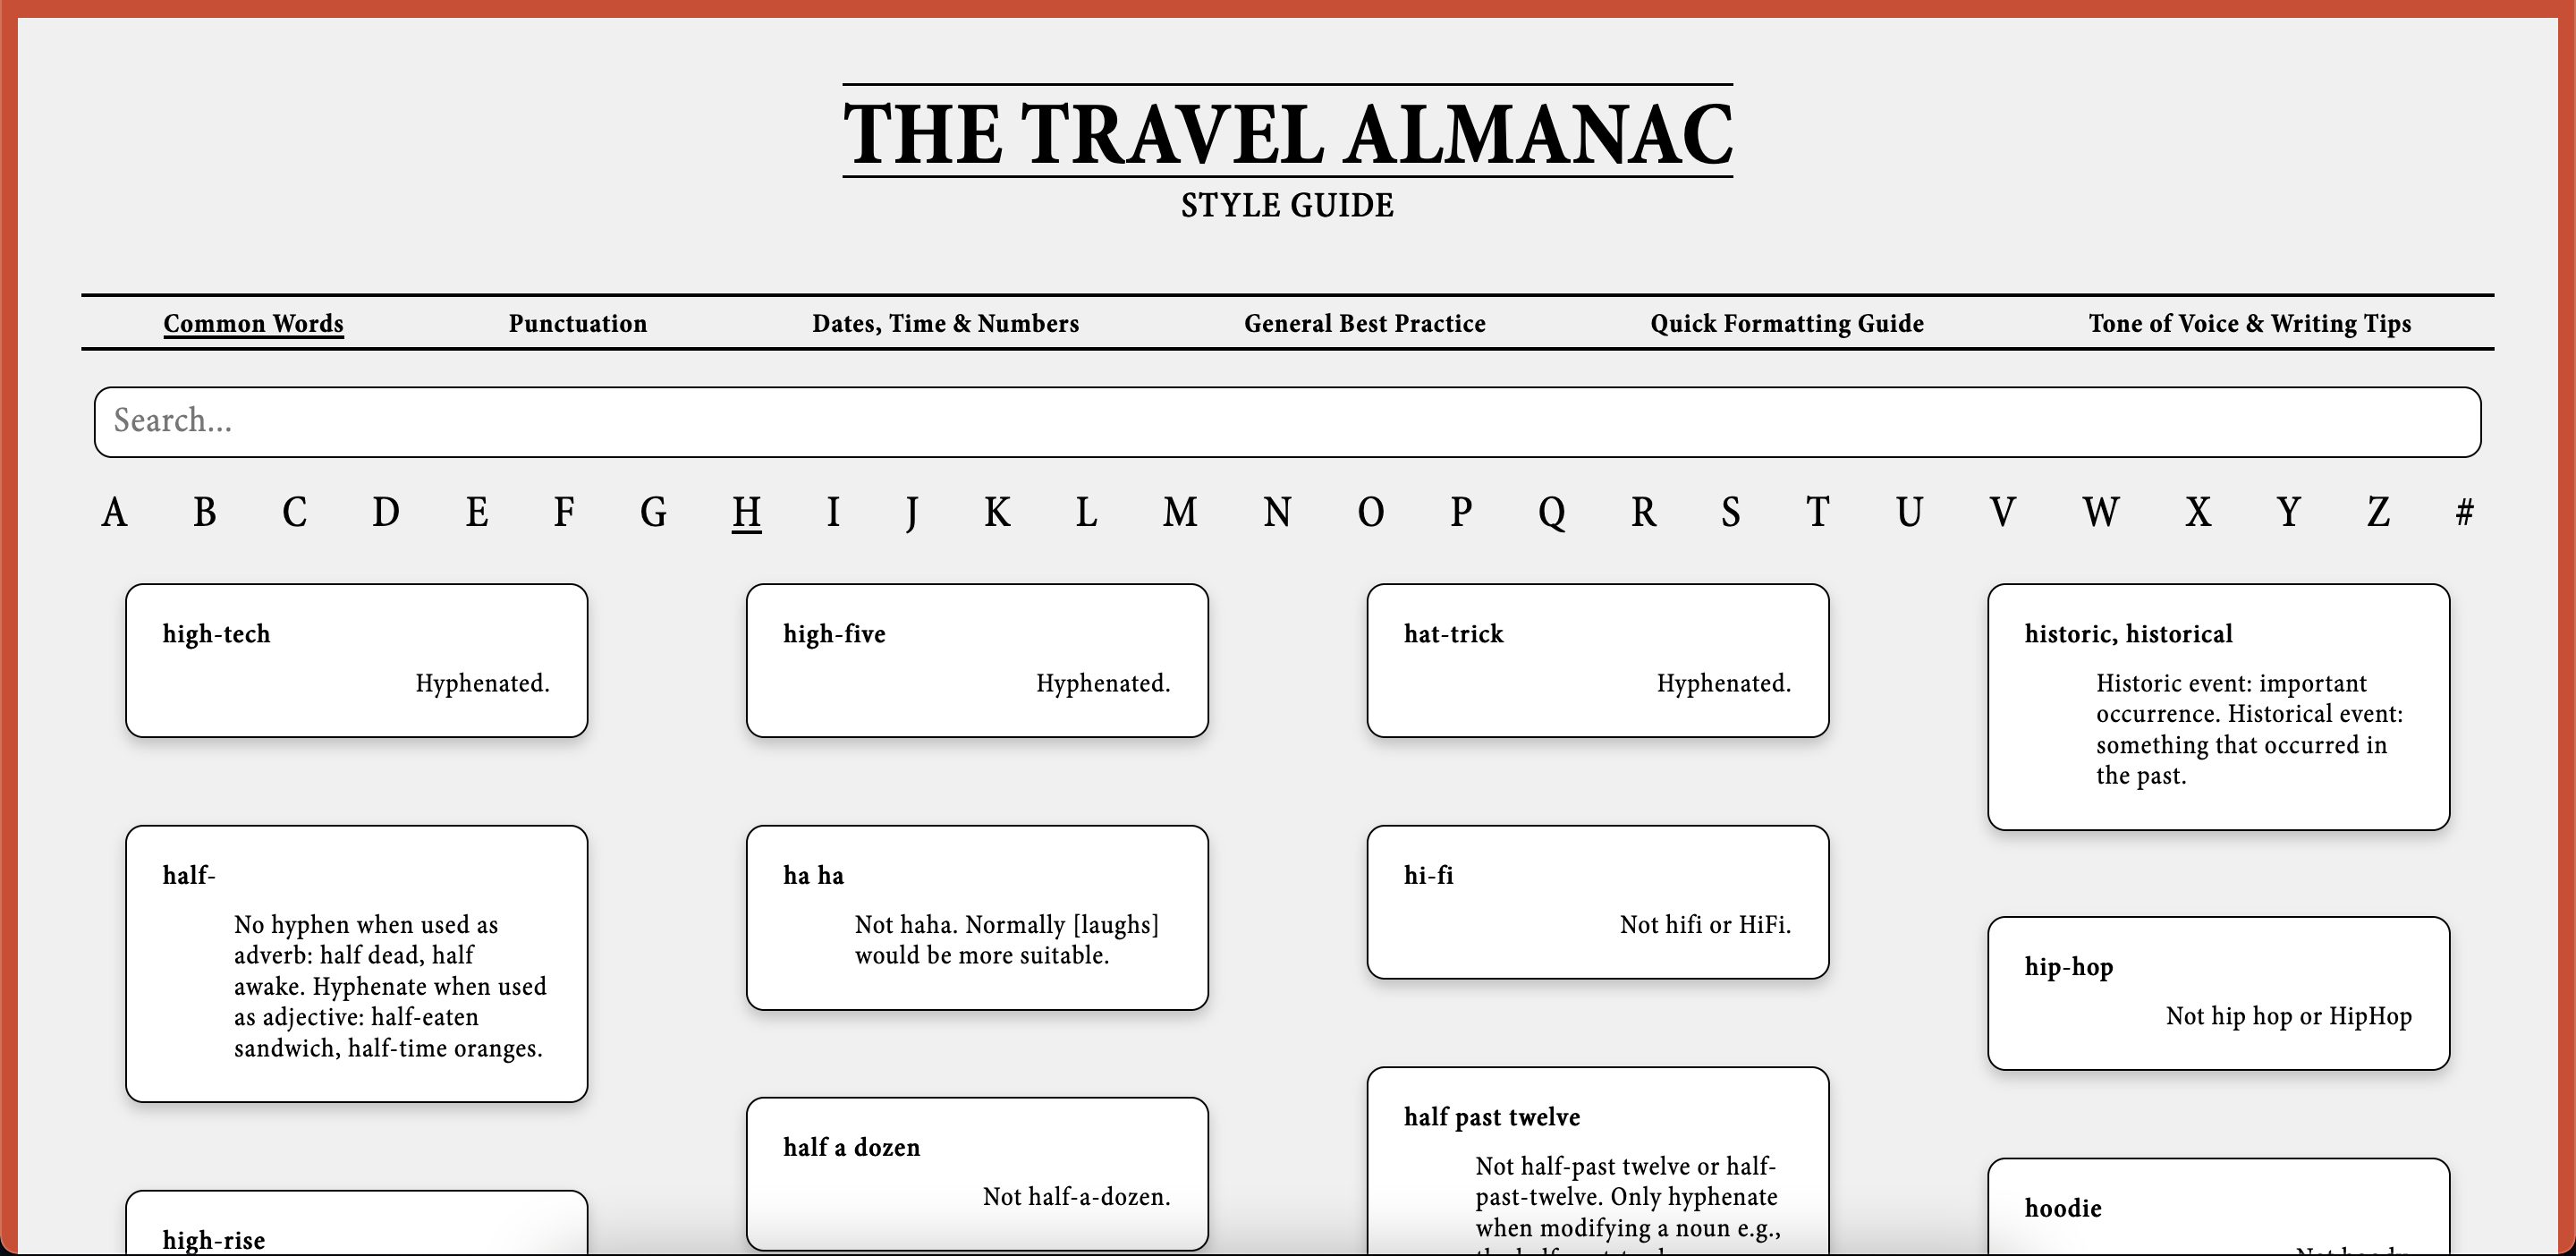 THE TRAVEL ALMANAC
STYLE GUIDE
Common Words Punctuation Dates, Time & Numbers General Best Practice Quick Formatting Guide Tone of Voice & Writing Tips
Search...
A B C D E F G H I J K L M N O P Q R S T U V W X Y Z #
high-tech
Hyphenated.
high-five
Hyphenated.
hat-trick
Hyphenated.
historic, historical
Historic event: important
occurrence. Historical event:
something that occurred in
the past.
half-
No hyphen when used as
adverb: half dead, half
awake. Hyphenate when used
as adjective: half-eaten
sandwich, half-time oranges.
ha ha
Not haha. Normally [laughs]
would be more suitable.
hi-fi
Not hifi or HiFi.
hip-hop
Not hip hop or HipHop
high-rise
half a dozen
Not half-a-dozen.
half past twelve
Not half-past twelve or half-
past-twelve. Only hyphenate
when modifying a noun e.g.,
hoodie